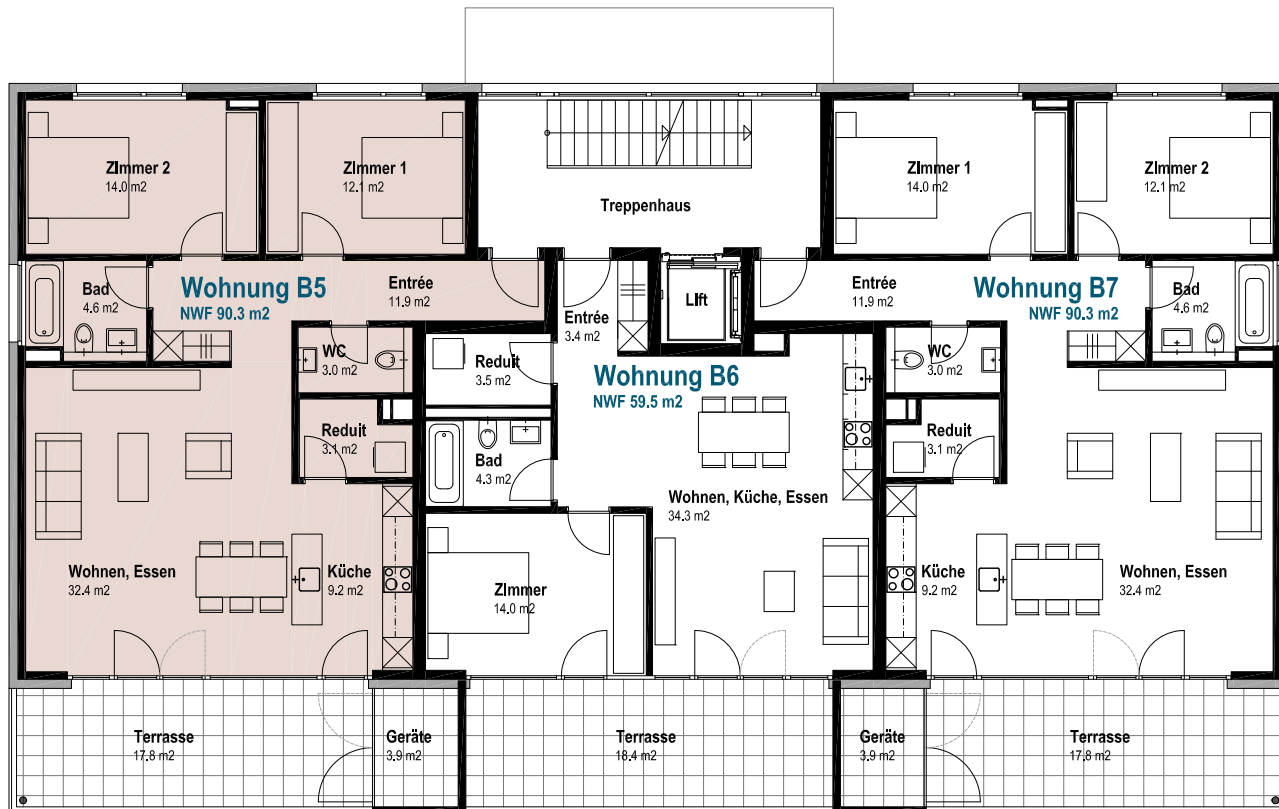 ZImmer 2
14.0 m2
ZImmer 1
12.1 m2
Treppenhaus
ZImmer 1
14.0 m2
ZImmer 2
12.1 m2
Bad
4.6 m2
Wohnung B5
NWF 90.3 m2
Entrée
11.9 m2
Entrée
3.4 m2
LIft
Entrée
11.9 m2
Wohnung B7
NWF 90.3 m2
Bad
4.6 m2
WC
3.0 m2
Reduit
3.5 m2
Wohnung B6
NWF 59.5 m2
WC
3.0 m2
Reduit
3.1 m2
Bad
4.3 m2
Reduit
3.1 m2
Wohnen, Küche, Essen
34.3 m2
Wohnen, Essen
32.4 m2
Küche
9.2 m2
ZImmer
14.0 m2
Küche
9.2 m2
Wohnen, Essen
32.4 m2
Terrasse
17.8 m2
Geräte
3.9 m2
Terrasse
18.4 m2
Geräte
3.9 m2
Terrasse
17.8 m2